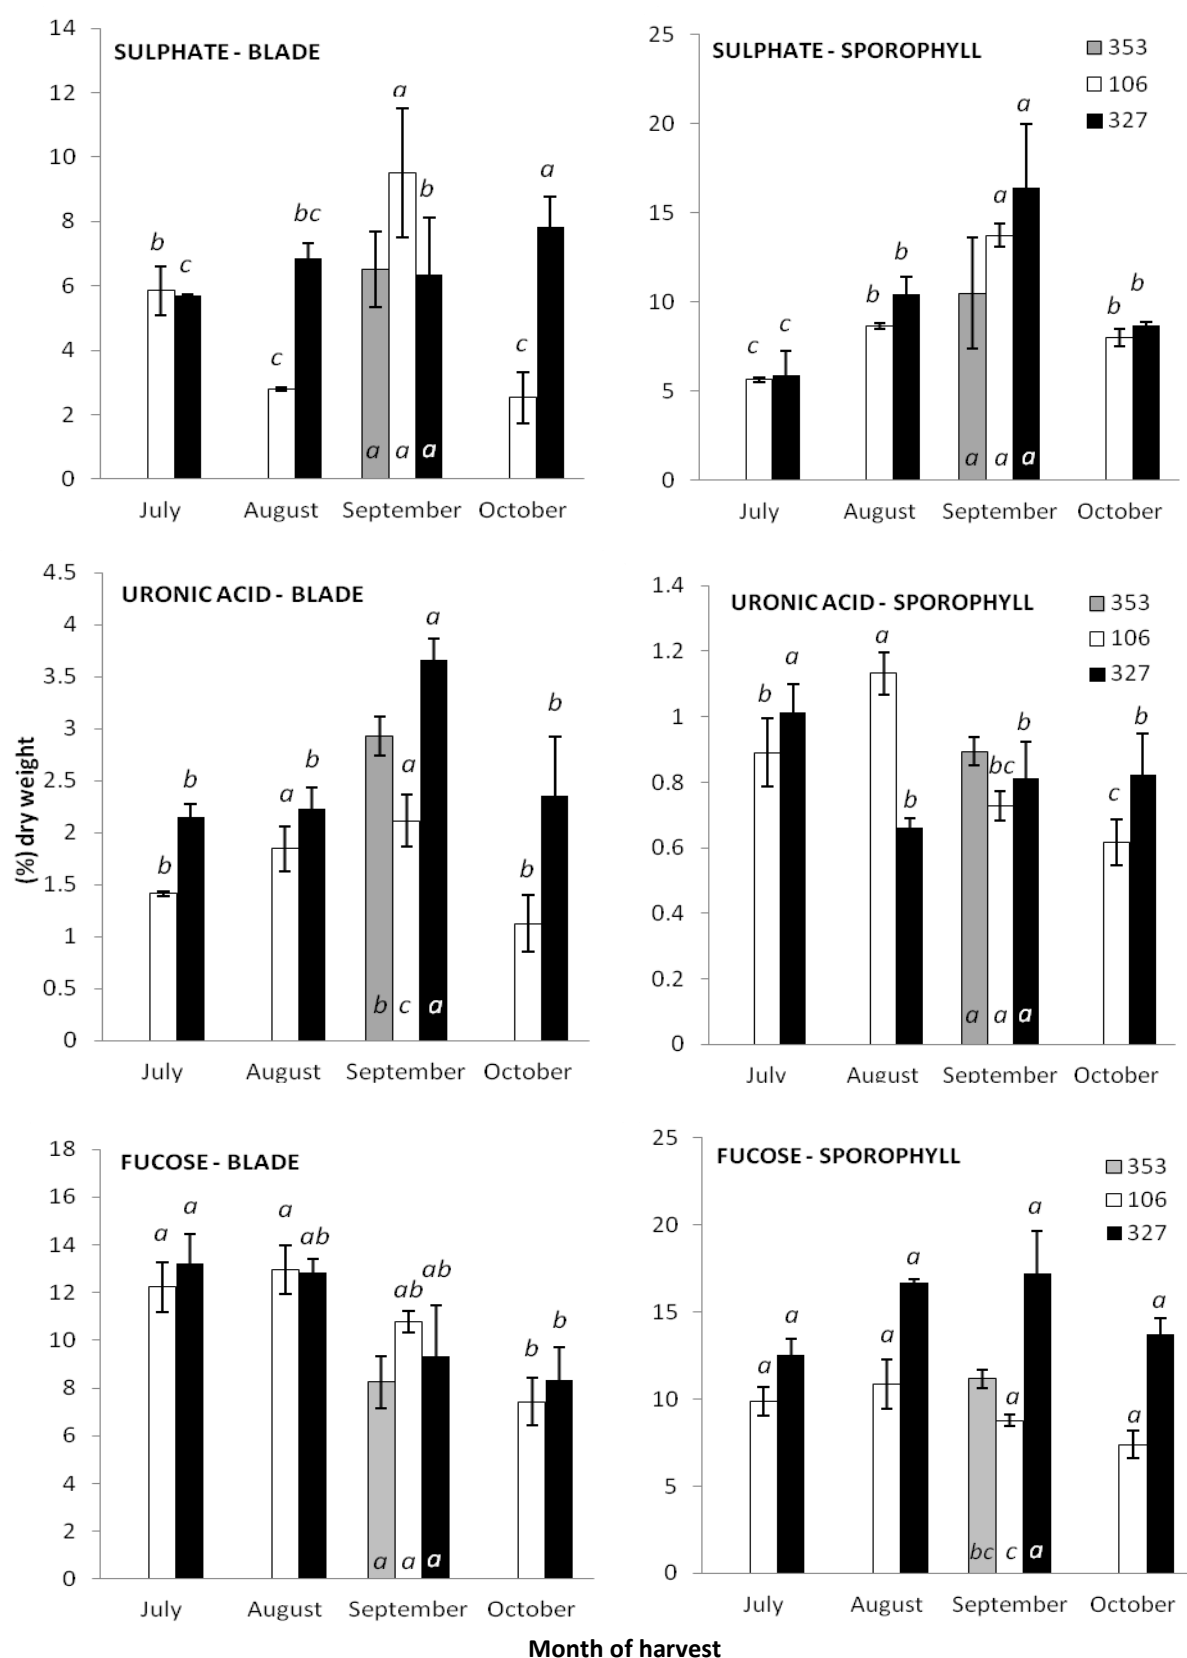 SULPHATE - BLADE
14
12
10
8
6
4
2
0
b
c
c
bc
a
b
c
a
a
a
a
July
August
September
October
SULPHATE - SPOROPHYLL
353
106
327
25
20
15
10
5
0
c
c
b
b
a
a
b
b
a
a
a
July
August
September
October
(%) dry weight
URONIC ACID - BLADE
4.5
4
3.5
3
2.5
2
1.5
1
0.5
0
b
b
a
b
a
a
b
b
b
c
a
July
August
September
October
URONIC ACID - SPOROPHYLL
353
106
327
1.4
1.2
1
0.8
0.6
0.4
0.2
0
b
a
a
b
bc
b
c
b
a
a
a
July
August
September
October
FUCOSE - BLADE
18
16
14
12
10
8
6
4
2
0
a
a
a
ab
ab
ab
b
b
a
a
a
July
August
September
October
FUCOSE - SPOROPHYLL
353
106
327
25
20
15
10
5
0
a
a
a
a
a
a
a
a
bc
c
a
July
August
September
October
Month of harvest